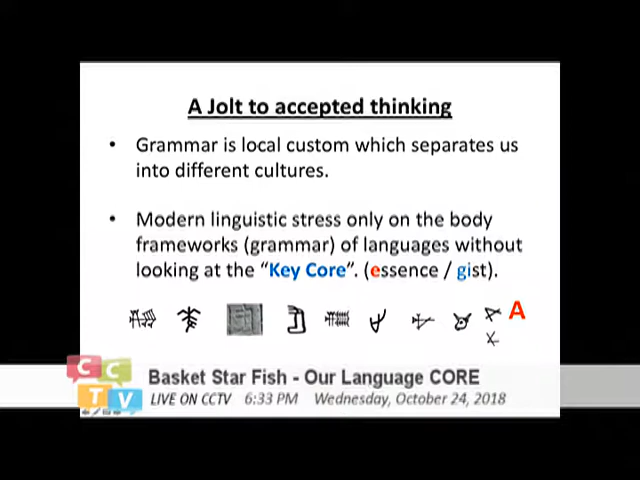 A Jolt to accepted thinking
• Grammar is local custom which separates us
into different cultures.
• Modern linguistic stress only on the body
frameworks (grammar) of languages without
looking at the “Key Core”. (essence / gist).
A
CCTV
Basket Star Fish - Our Language CORE
LIVE ON CCTV 6:33 PM Wednesday, October 24, 2018